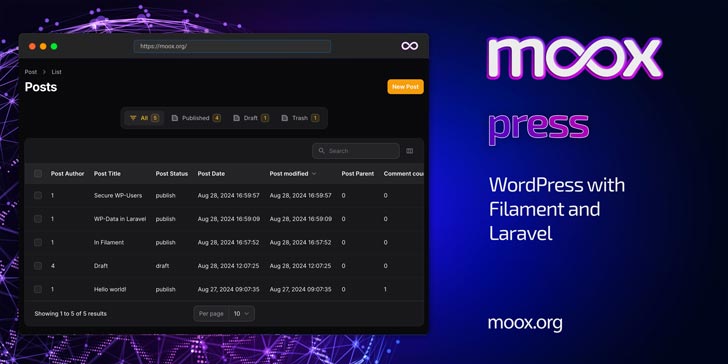 https://moox.org/
Post > List
Posts
New Post
All 5 Published 4 Draft 1 Trash 1
Search
Post Author Post Title Post Status Post Date Post modified Post Parent Comment cou
1 Secure WP-Users publish Aug 28, 2024 16:59:57 Aug 28, 2024 16:59:57 0 0
1 WP-Data in Laravel publish Aug 28, 2024 16:59:09 Aug 28, 2024 16:59:09 0 0
1 In Filament publish Aug 28, 2024 16:57:52 Aug 28, 2024 16:57:52 0 0
4 Draft draft Aug 28, 2024 12:07:25 Aug 28, 2024 12:07:25 0 0
1 Hello world! publish Aug 27, 2024 09:07:35 Aug 27, 2024 09:07:35 0 1
Showing 1 to 5 of 5 results
Per page 10
moox
press
WordPress with
Filament and
Laravel
moox.org